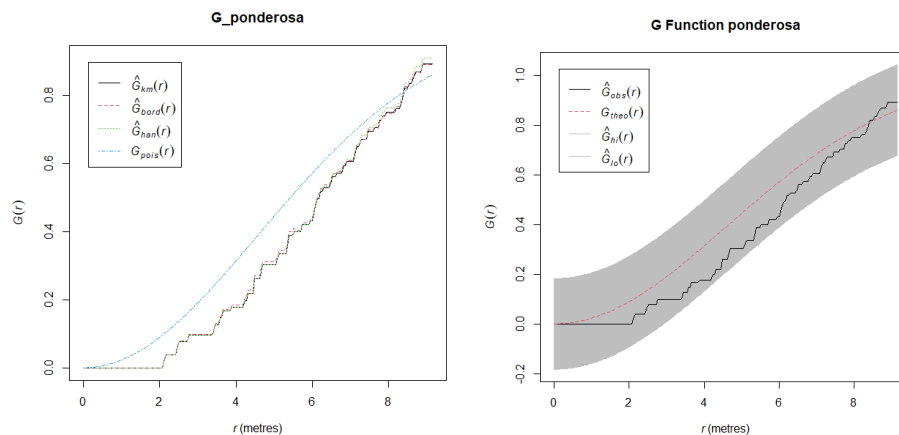 G_ponderosa
Ĝkm(r)
Ĝbord(r)
Ĝhan(r)
Gpois(r)
G(r)
0.0
0.2
0.4
0.6
0.8
0 2 4 6 8
r (metres)
G Function ponderosa
Ĝobs(r)
Gtheo(r)
Ĝhi(r)
Ĝlo(r)
G(r)
-0.2
0.0
0.2
0.4
0.6
0.8
1.0
0 2 4 6 8
r (metres)